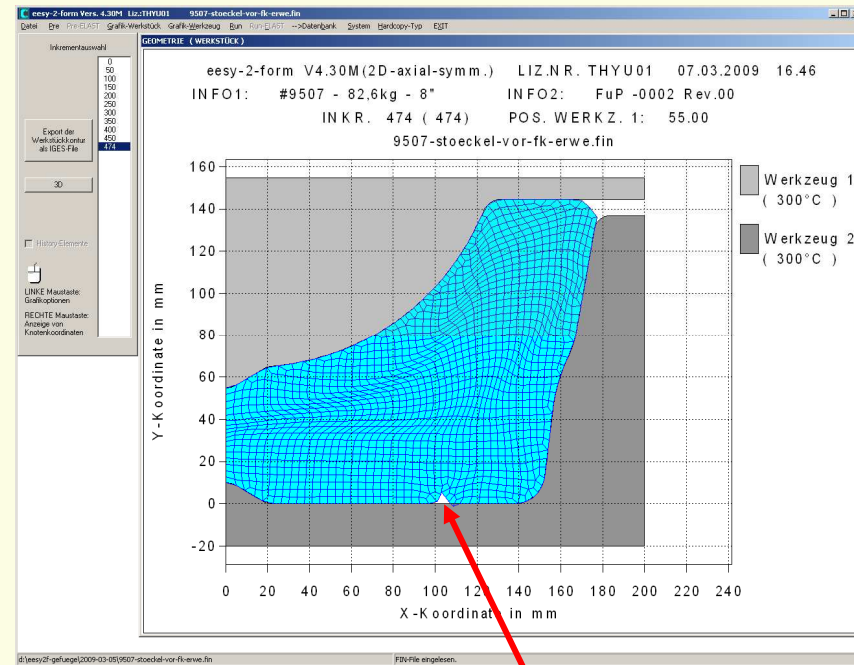 eesy-2-form Vers. 4.30M Liz.:THYU01 9507-stoeckel-vor-fk-erwe.fin
Datei Pre Pre-ELAST Grafik-Werkstück Grafik-Werkzeug Run Run-ELAST -->Datenbank System Hardcopy-Typ EXIT
Inkrementauswahl
0
50
100
150
200
250
300
350
400
450
474
Export der
Werkstückkontur
als IGES-File
3D
History Elemente
LINKE Maustaste:
Grafikoptionen
RECHTE Maustaste:
Anzeige von
Knotenkoordinaten
GEOMETRIE ( WERKSTÜCK )
eesy-2-form V4.30M(2D-axial-symm.) LIZ.NR. THYU01 07.03.2009 16.46
INFO1: #9507 - 82,6kg - 8" INFO2: FuP -0002 Rev.00
INKR. 474 ( 474) POS. WERKZ. 1: 55.00
9507-stoeckel-vor-fk-erwe.fin
160
140
120
100
80
60
40
20
0
-20
Y-Koordinate in mm
0 20 40 60 80 100 120 140 160 180 200 220 240
X-Koordinate in mm
Werkzeug 1
( 300°C )
Werkzeug 2
( 300°C )
d:\eesy2f-gefuege\2009-03-05\9507-stoeckel-vor-fk-erwe.fin FIN-File eingelesen.